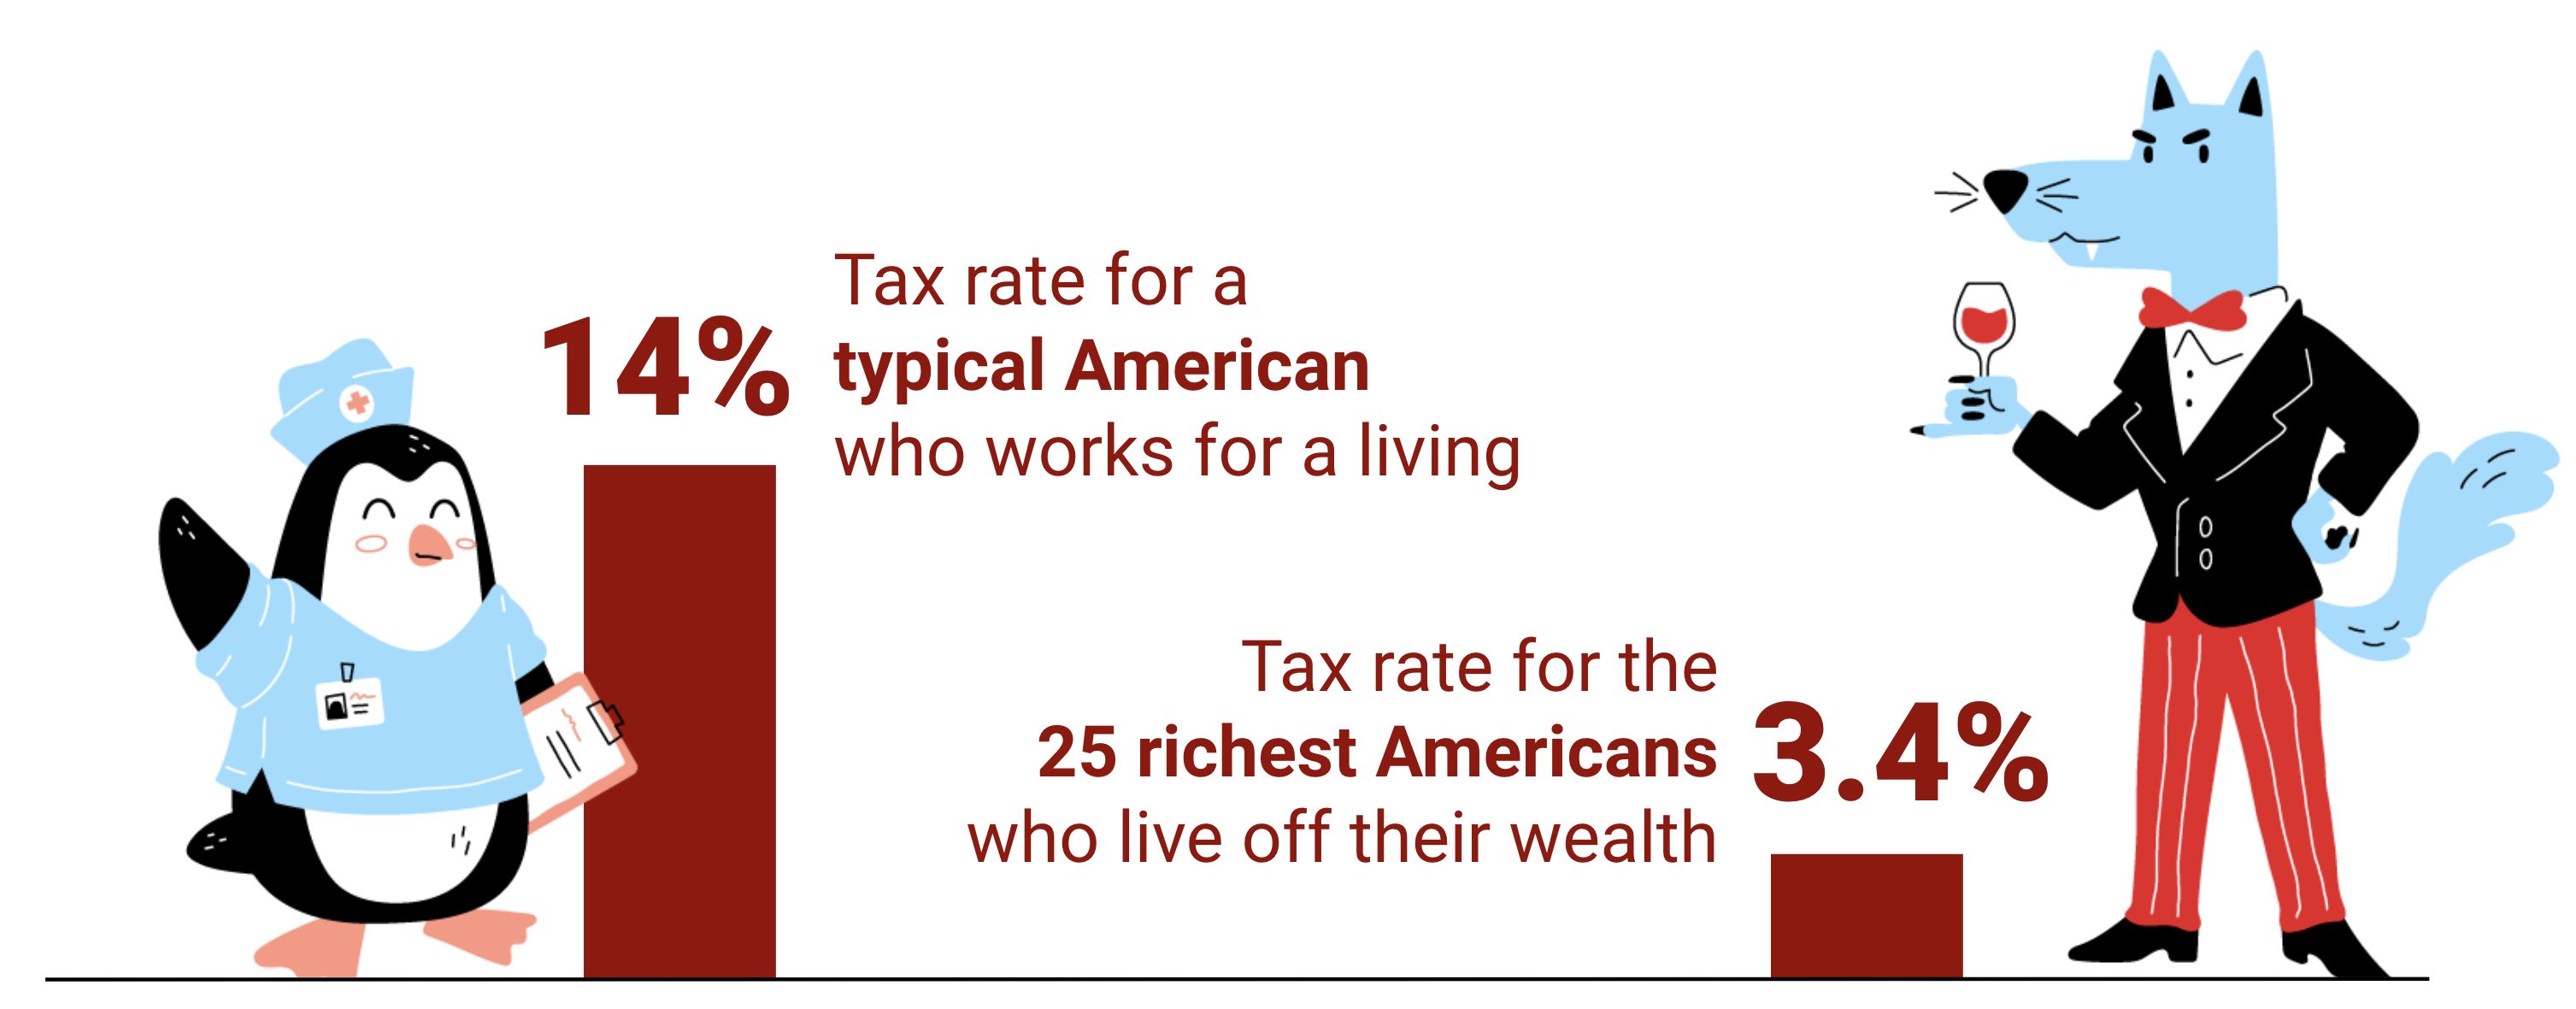 14%
Tax rate for a
typical American
who works for a living
Tax rate for the
25 richest Americans
who live off their wealth
3.4%